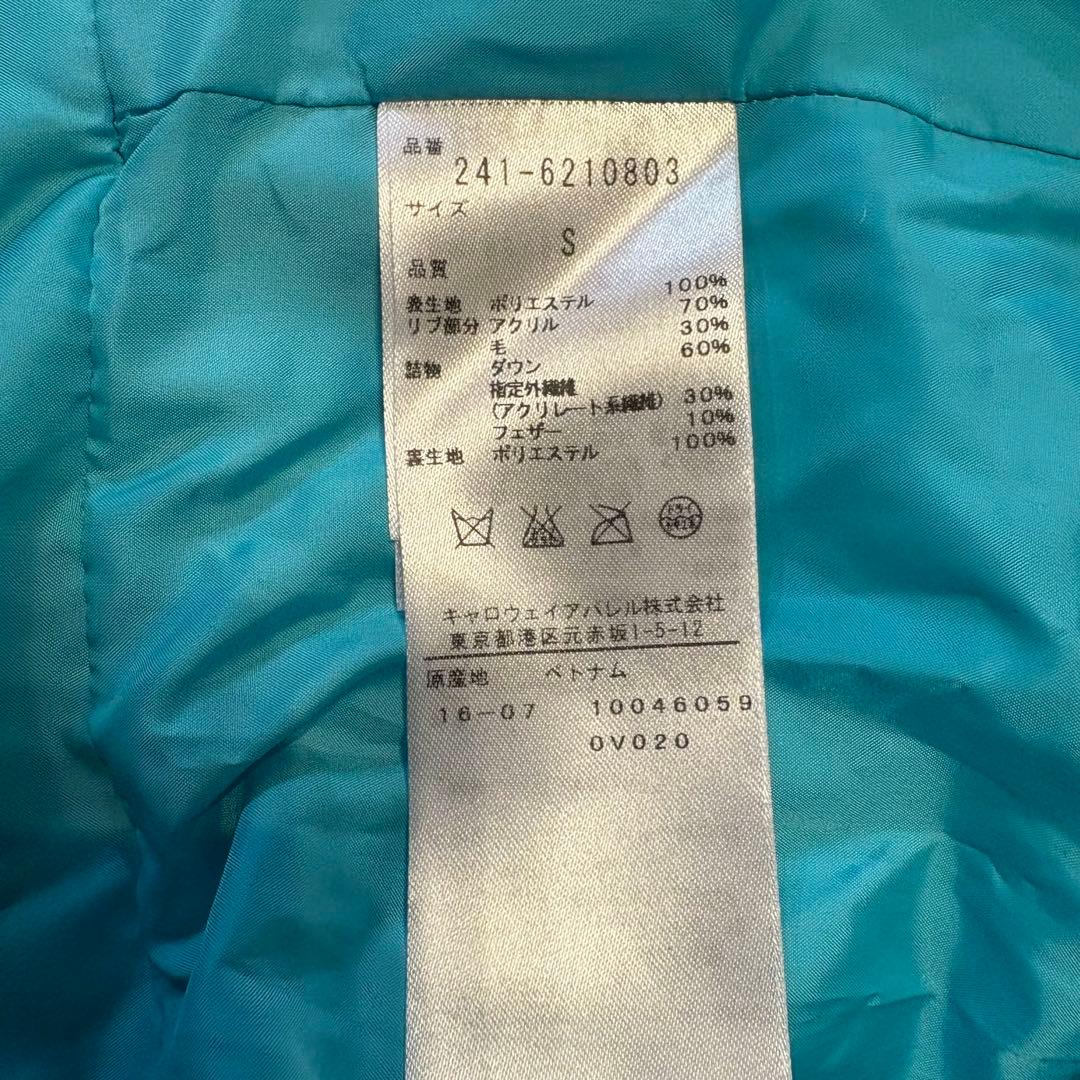 品番
241-6210803
サイズ
S
品質
表生地 ポリエステル 100%
リブ部分 アクリル 70%
毛 30%
詰物 ダウン 60%
指定外繊維
(アクリレート系繊維) 30%
フェザー 10%
裏生地 ポリエステル 100%
ドライ
キャロウェイアパレル株式会社
東京都港区元赤坂1-5-12
原産地 ベトナム
16-07 10046059
0V020